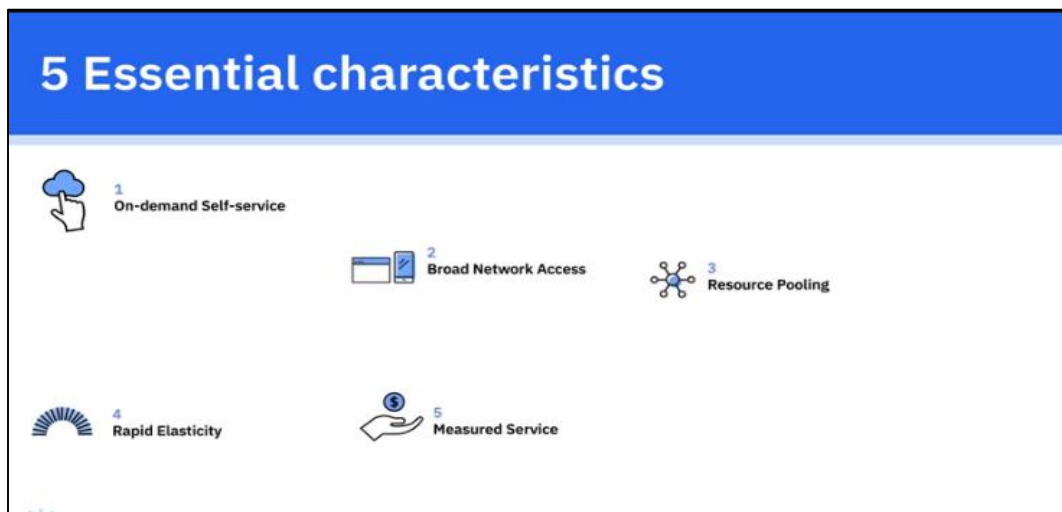 5 Essential characteristics
1
On-demand Self-service
2
Broad Network Access
3
Resource Pooling
4
Rapid Elasticity
$
5
Measured Service